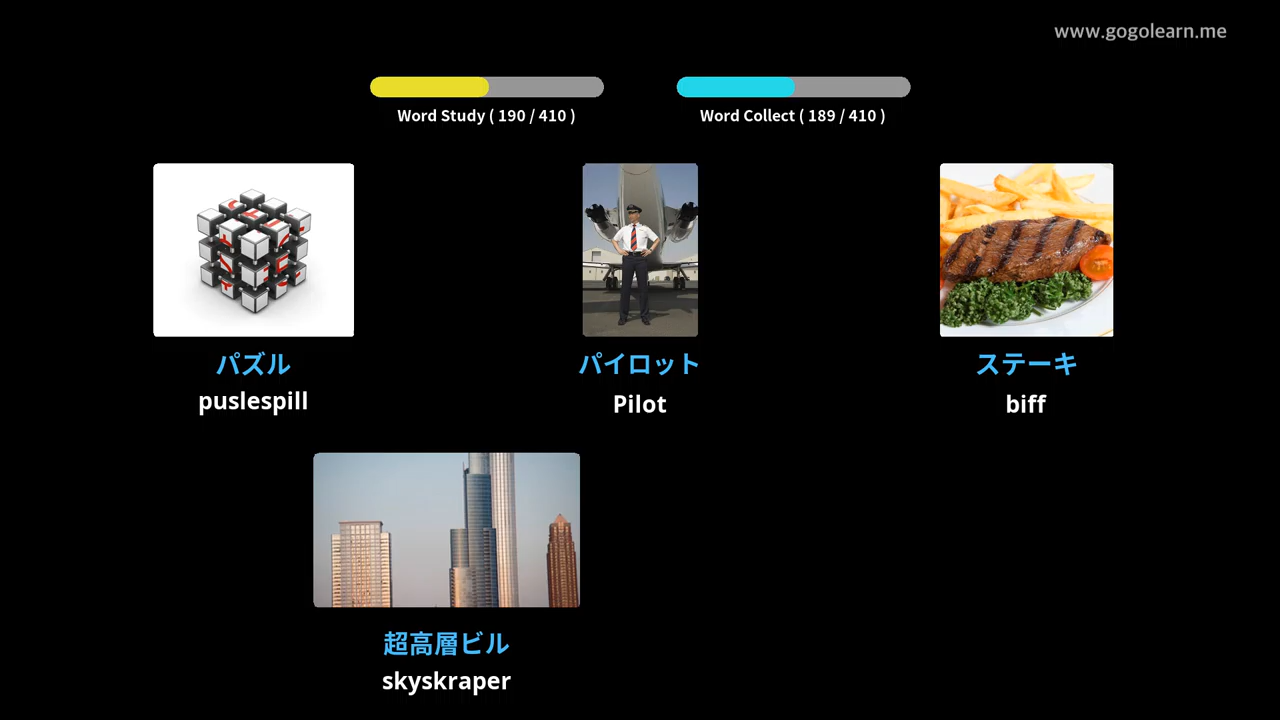 www.gogolearn.me
Word Study ( 190 / 410 )
Word Collect ( 189 / 410 )
パズル
puslespill
パイロット
Pilot
ステーキ
biff
超高層ビル
skyskraper